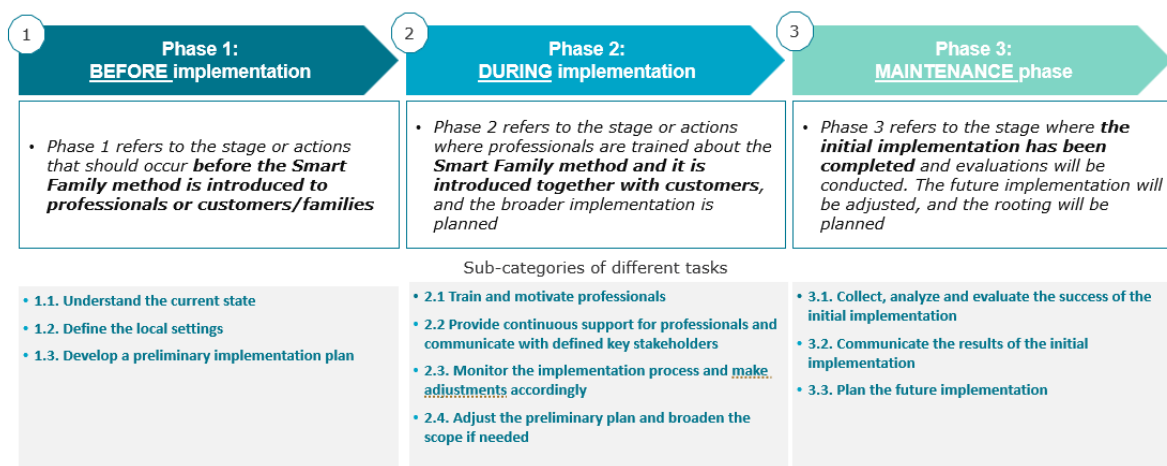 1
Phase 1:
BEFORE implementation
2
Phase 2:
DURING implementation
3
Phase 3:
MAINTENANCE phase
• Phase 1 refers to the stage or actions
that should occur before the Smart
Family method is introduced to
professionals or customers/families
• Phase 2 refers to the stage or actions
where professionals are trained about the
Smart Family method and it is
introduced together with customers,
and the broader implementation is
planned
• Phase 3 refers to the stage where the
initial implementation has been
completed and evaluations will be
conducted. The future implementation will
be adjusted, and the rooting will be
planned
Sub-categories of different tasks
• 1.1. Understand the current state
• 1.2. Define the local settings
• 1.3. Develop a preliminary implementation plan
• 2.1 Train and motivate professionals
• 2.2 Provide continuous support for professionals and
communicate with defined key stakeholders
• 2.3. Monitor the implementation process and make
adjustments accordingly
• 2.4. Adjust the preliminary plan and broaden the
scope if needed
• 3.1. Collect, analyze and evaluate the success of the
initial implementation
• 3.2. Communicate the results of the initial
implementation
• 3.3. Plan the future implementation